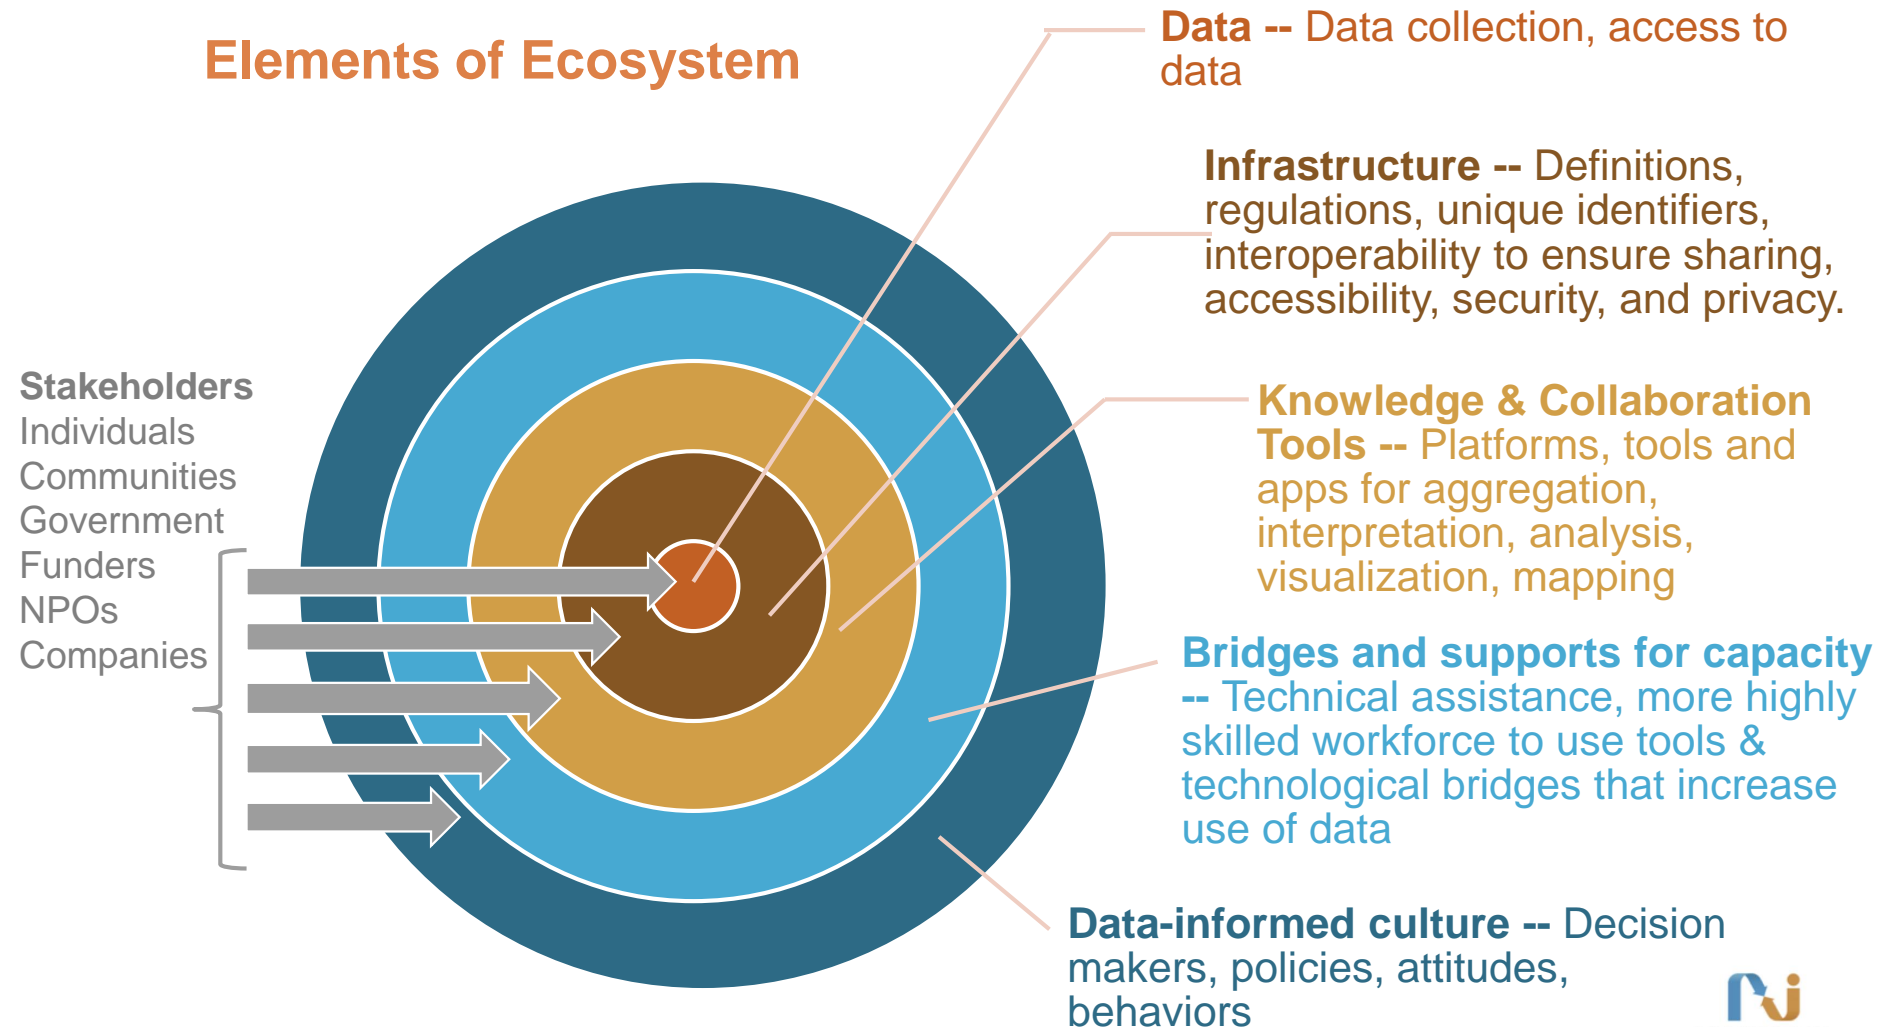 Elements of Ecosystem
Data -- Data collection, access to
data
Infrastructure -- Definitions,
regulations, unique identifiers,
interoperability to ensure sharing,
accessibility, security, and privacy.
Stakeholders
Individuals
Communities
Government
Funders
NPOs
Companies
Knowledge & Collaboration
Tools -- Platforms, tools and
apps for aggregation,
interpretation, analysis,
visualization, mapping
Bridges and supports for capacity
-- Technical assistance, more highly
skilled workforce to use tools &
technological bridges that increase
use of data
Data-informed culture -- Decision
makers, policies, attitudes,
behaviors